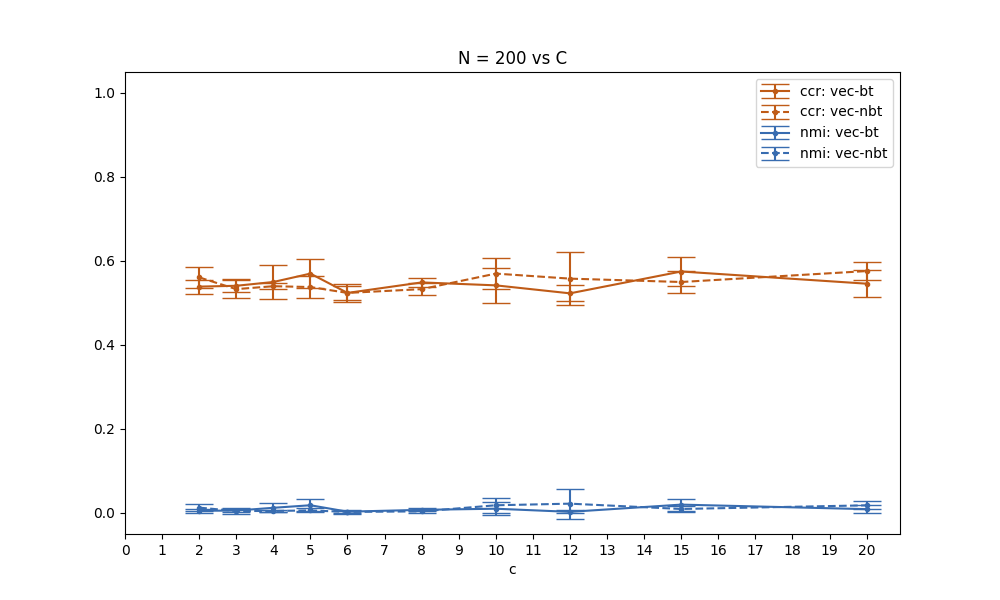 N = 200 vs C
ccr: vec-bt
ccr: vec-nbt
nmi: vec-bt
nmi: vec-nbt
1.0
0.8
0.6
0.4
0.2
0.0
0 1 2 3 4 5 6 7 8 9 10 11 12 13 14 15 16 17 18 19 20
c